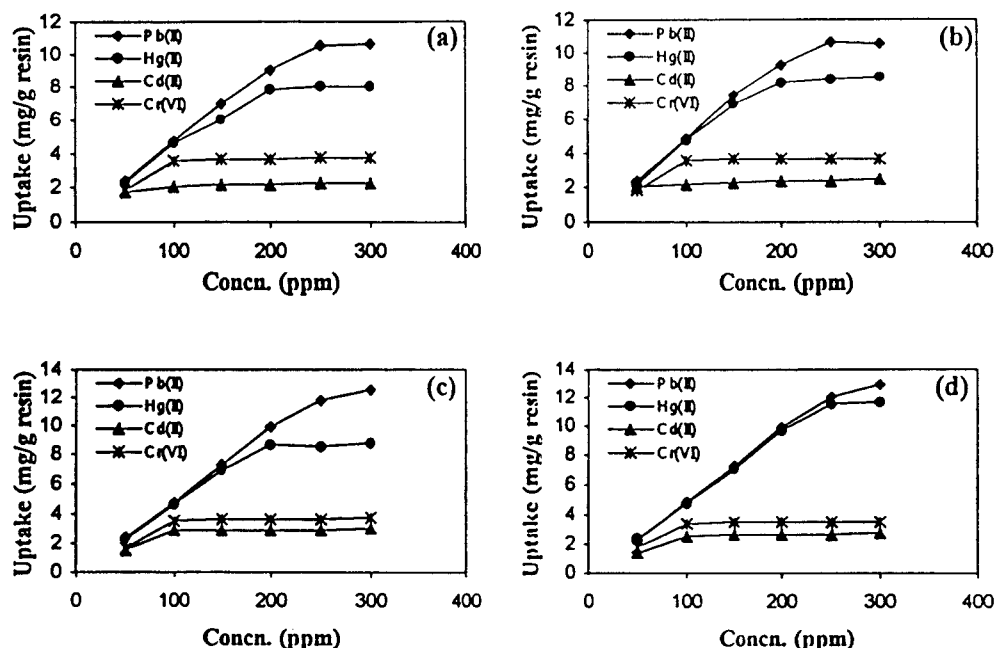 (a)
Uptake (mg/g resin)
12
10
8
6
4
2
0
Pb(II)
Hg(II)
Cd(II)
Cr(VI)
0 100 200 300 400
Concn. (ppm)
(b)
Uptake (mg/g resin)
12
10
8
6
4
2
0
Pb(II)
Hg(II)
Cd(II)
Cr(VI)
0 100 200 300 400
Concn. (ppm)
(c)
Uptake (mg/g resin)
14
12
10
8
6
4
2
0
Pb(II)
Hg(II)
Cd(II)
Cr(VI)
0 100 200 300 400
Concn. (ppm)
(d)
Uptake (mg/g resin)
14
12
10
8
6
4
2
0
Pb(II)
Hg(II)
Cd(II)
Cr(VI)
0 100 200 300 400
Concn. (ppm)